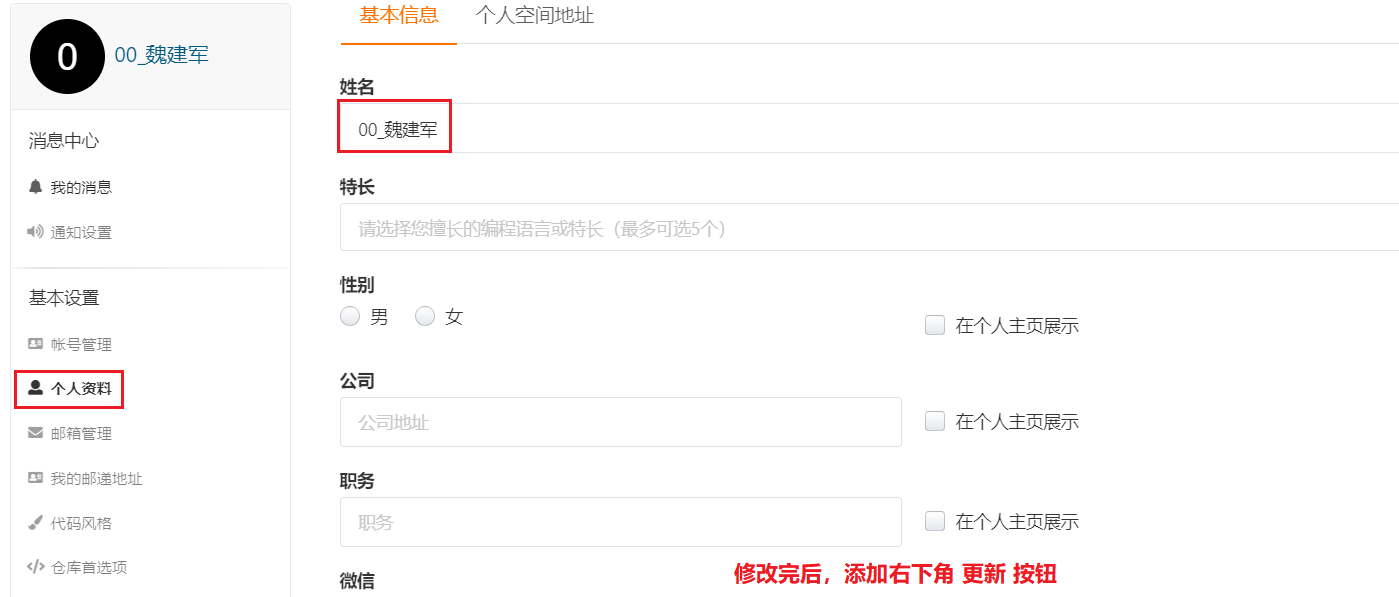 0
00_魏建军
消息中心
我的消息
通知设置
基本设置
帐号管理
个人资料
邮箱管理
我的邮递地址
代码风格
仓库首选项
基本信息
个人空间地址
姓名
00_魏建军
特长
请选择您擅长的编程语言或特长（最多可选5个）
性别
男 女 在个人主页展示
公司
公司地址 在个人主页展示
职务
职务 在个人主页展示
修改完后，添加右下角 更新 按钮
微信